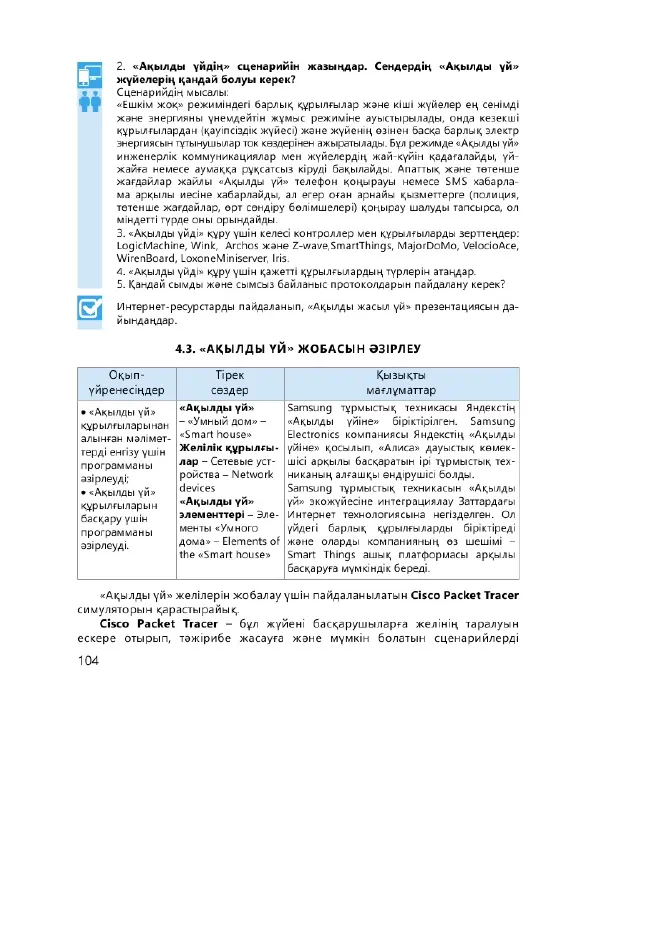 2. «Ақылды үйдің» сценарийін жазыңдар. Сендердің «Ақылды үй»
жүйелерің қандай болуы керек?
Сценарийдің мысалы:
«Ешкім жоқ» режиміндегі барлық құрылғылар және кіші жүйелер ең сенімді
және энергияны үнемдейтін жұмыс режиміне ауыстырылады, онда кезекші
құрылғылардан (қауіпсіздік жүйесі) және жүйенің өзінен басқа барлық электр
энергиясын тұтынушылар ток көздерінен ажыратылады. Бұл режимде «Ақылды үй»
инженерлік коммуникациялар мен жүйелердің жай-күйін қадағалайды, үй-
жайға немесе аумаққа рұқсатсыз кіруді бақылайды. Апаттық және төтенше
жағдайлар жайлы «Ақылды үй» телефон қоңырауы немесе SMS хабарла-
ма арқылы иесіне хабарлайды, ал егер оған арнайы қызметтерге (полиция,
төтенше жағдайлар, өрт сөндіру бөлімшелері) қоңырау шалуды тапсырса, ол
міндетті түрде оны орындайды.
3. «Ақылды үйді» құру үшін келесі контроллер мен құрылғыларды зерттеңдер:
LogicMachine, Wink, Archos және Z-wave,SmartThings, MajorDoMo, VelocioAce,
WirenBoard, LoxoneMiniserver, Iris.
4. «Ақылды үйді» құру үшін қажетті құрылғылардың түрлерін атаңдар.
5. Қандай сымды және сымсыз байланыс протоколдарын пайдалану керек?
Интернет-ресурстарды пайдаланып, «Ақылды жасыл үй» презентациясын да-
йындаңдар.
4.3. «АҚЫЛДЫ ҮЙ» ЖОБАСЫН ӘЗІРЛЕУ
Оқып-
үйренесіңдер
• «Ақылды үй»
құрылғыларынан
алынған мәлімет-
терді енгізу үшін
программаны
әзірлеуді;
• «Ақылды үй»
құрылғыларын
басқару үшін
программаны
әзірлеуді.
Тірек
сөздер
«Ақылды үй»
– «Умный дом» –
«Smart house»
Желілік құрылғы-
лар – Сетевые уст-
ройства – Network
devices
«Ақылды үй»
элементтері – Эле-
менты «Умного
дома» – Elements of
the «Smart house»
Қызықты
мағлұматтар
Samsung тұрмыстық техникасы Яндекстің
«Ақылды үйіне» біріктірілген. Samsung
Electronics компаниясы Яндекстің «Ақылды
үйіне» қосылып, «Алиса» дауыстық көмек-
шісі арқылы басқаратын ірі тұрмыстық тех-
никаның алғашқы өндірушісі болды.
Samsung тұрмыстық техникасын «Ақылды
үй» экожүйесіне интеграциялау Заттардағы
Интернет технологиясына негізделген. Ол
үйдегі барлық құрылғыларды біріктіреді
және оларды компанияның өз шешімі –
Smart Things ашық платформасы арқылы
басқаруға мүмкіндік береді.
«Ақылды үй» желілерін жобалау үшін пайдаланылатын Cisco Packet Tracer
симуляторын қарастырайық.
Cisco Packet Tracer – бұл жүйені басқарушыларға желінің таралуын
ескере отырып, тәжірибе жасауға және мүмкін болатын сценарийлерді
104